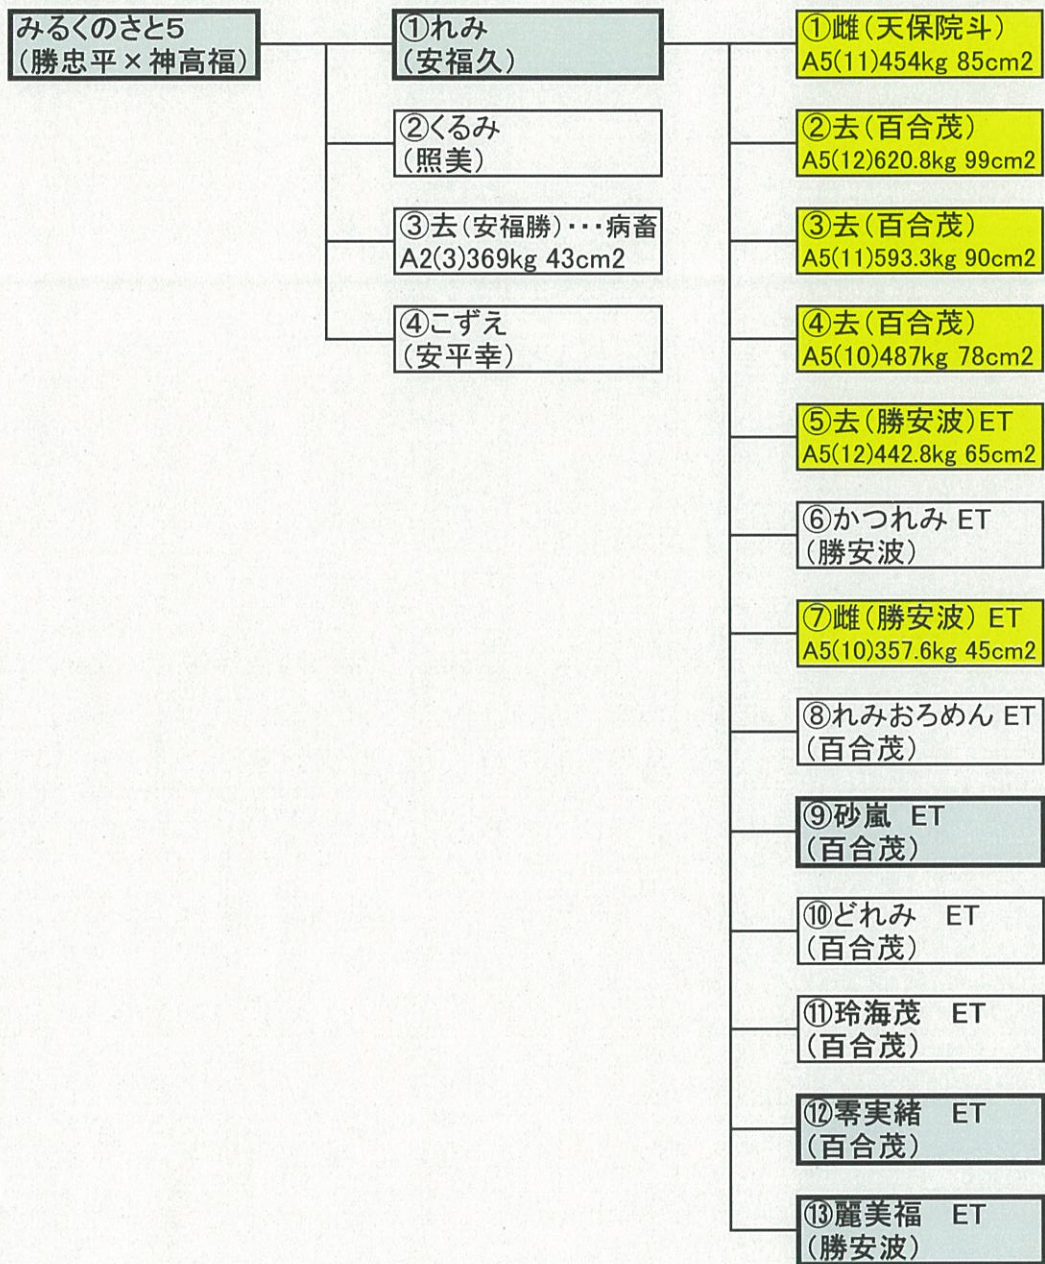 みるくのさと5
(勝忠平×神高福)
①れみ
(安福久)
②くるみ
(照美)
③去(安福勝)･･･病畜
A2(3)369kg 43cm2
④こずえ
(安平幸)
①雌(天保院斗)
A5(11)454kg 85cm2
②去(百合茂)
A5(12)620.8kg 99cm2
③去(百合茂)
A5(11)593.3kg 90cm2
④去(百合茂)
A5(10)487kg 78cm2
⑤去(勝安波)ET
A5(12)442.8kg 65cm2
⑥かつれみ ET
(勝安波)
⑦雌(勝安波) ET
A5(10)357.6kg 45cm2
⑧れみおろめん ET
(百合茂)
⑨砂嵐 ET
(百合茂)
⑩どれみ ET
(百合茂)
⑪玲海茂 ET
(百合茂)
⑫零実緒 ET
(百合茂)
⑬麗美福 ET
(勝安波)